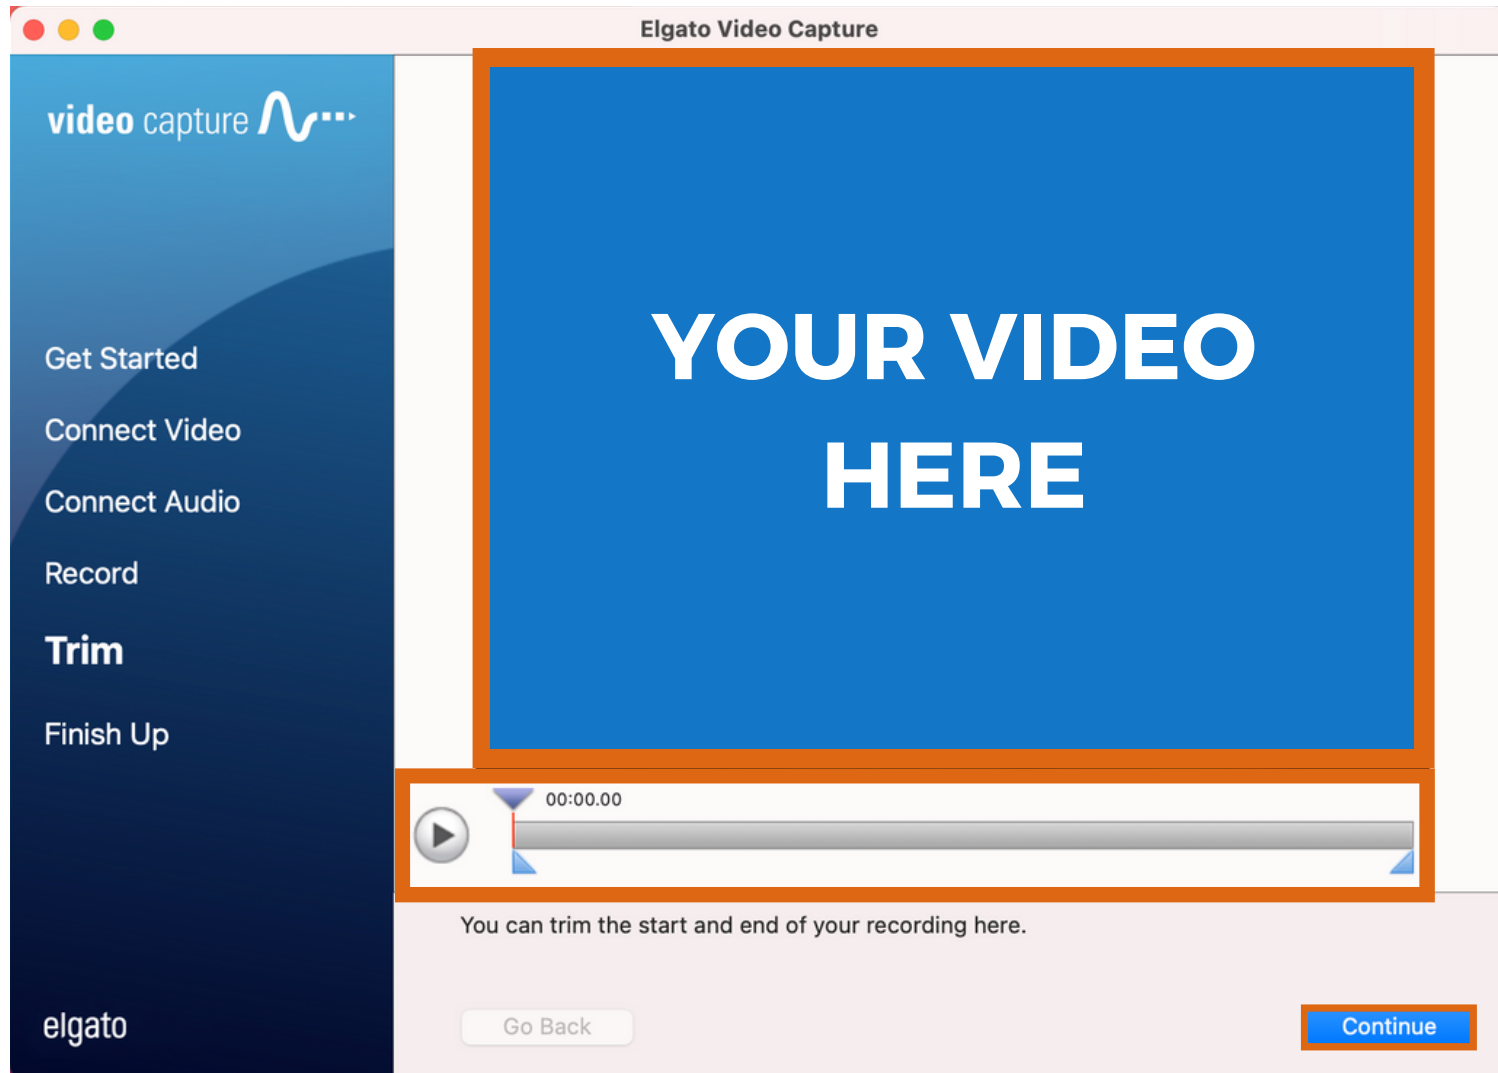 Elgato Video Capture
video capture
Get Started
Connect Video
Connect Audio
Record
Trim
Finish Up
elgato
YOUR VIDEO
HERE
00:00.00
You can trim the start and end of your recording here.
Go Back
Continue